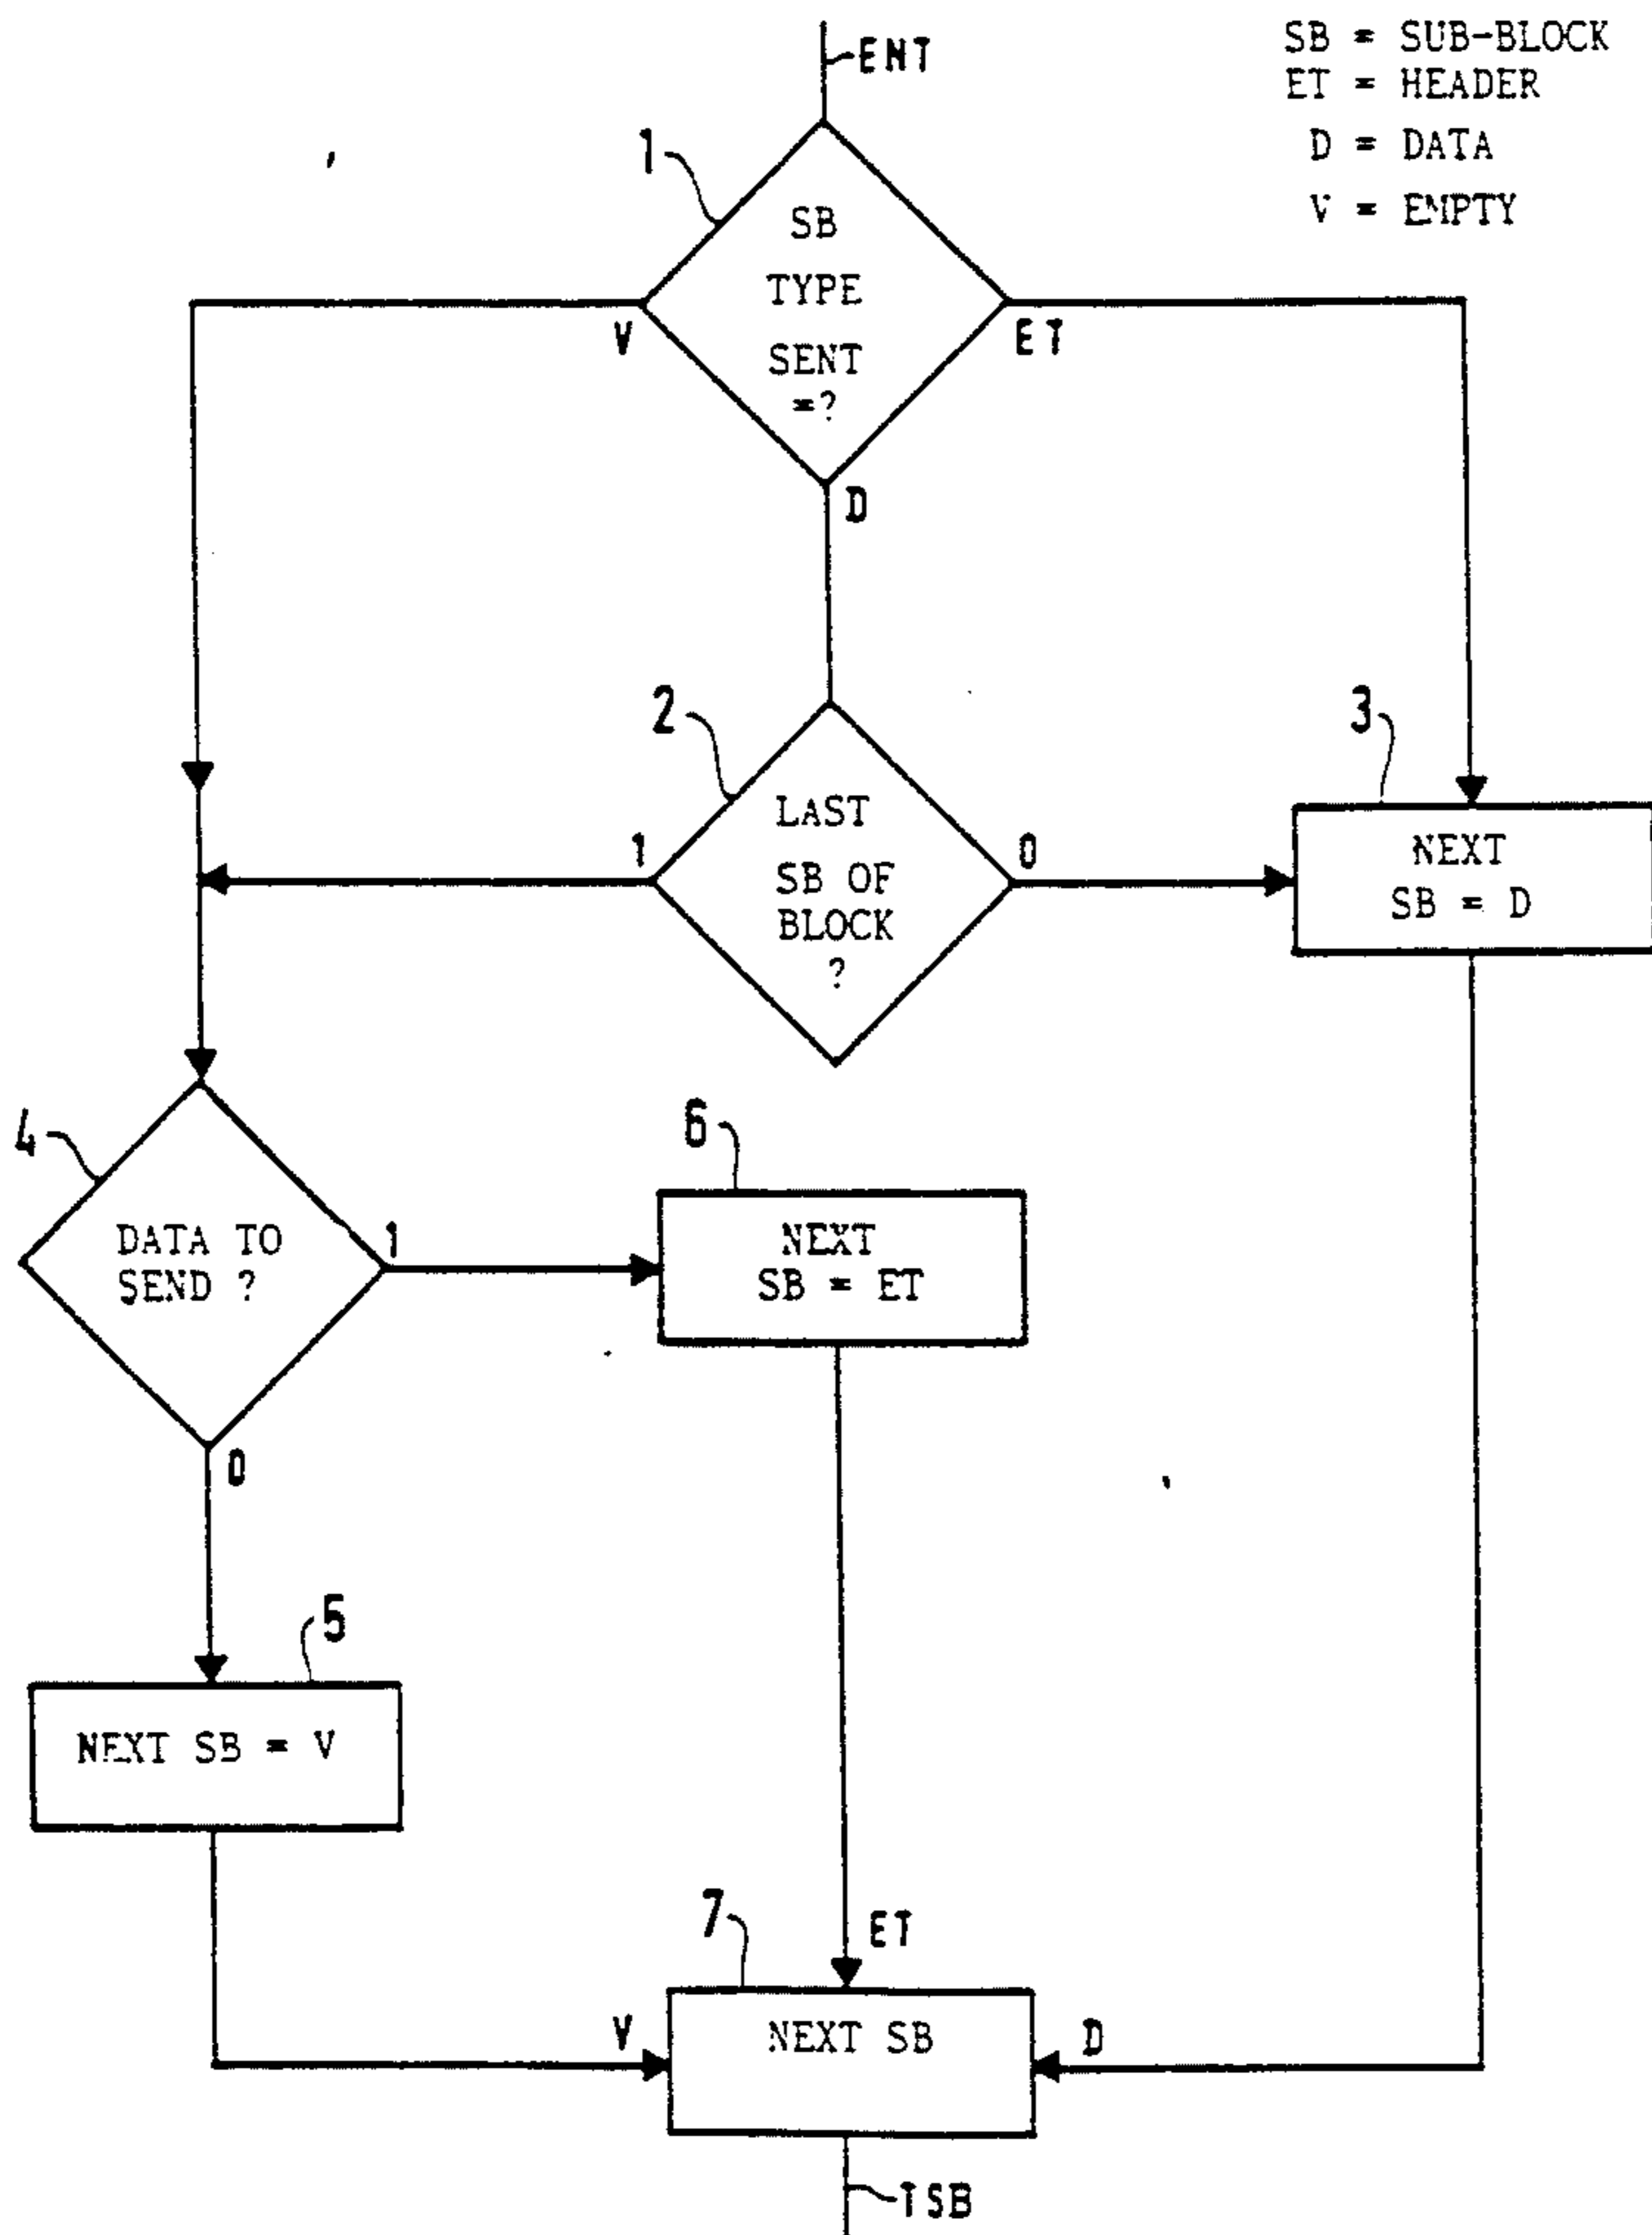 SB = SUB-BLOCK
ET = HEADER
D = DATA
V = EMPTY
ENT
1
SB
TYPE
SENT
=?
V
ET
D
2
LAST
SB OF
BLOCK
?
1
0
3
NEXT
SB = D
4
DATA TO
SEND ?
1
0
6
NEXT
SB = ET
5
NEXT SB = V
7
ET
V
NEXT SB
D
TSB